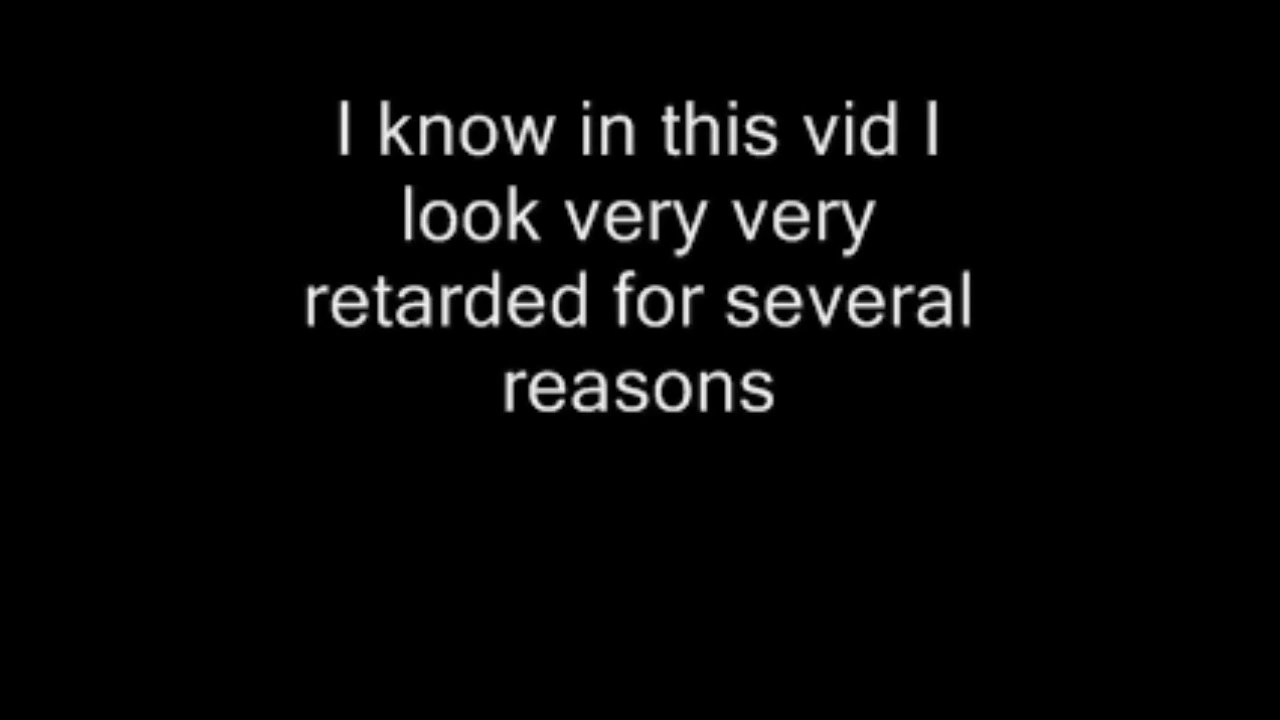 I know in this vid I
look very very
retarded for several
reasons